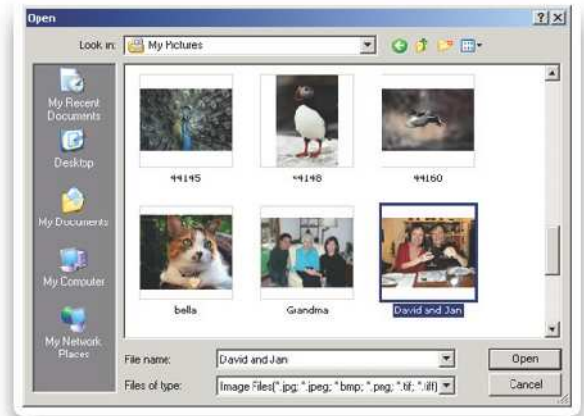 Open
Look in: My Pictures
My Recent
Documents
Desktop
My Documents
My Computer
My Network
Places
44145
44148
44160
bella
Grandma
David and Jan
File name: David and Jan Open
Files of type: Image Files(*.jpg; *.jpeg; *.bmp; *.png; *.tif; *.tiff) Cancel